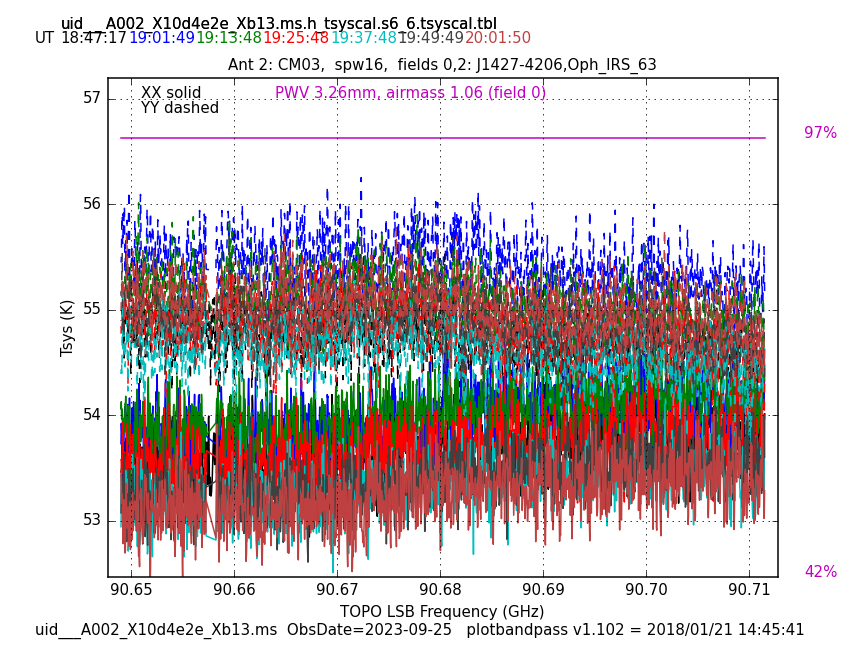 uid___A002_X10d4e2e_Xb13.ms.h_tsyscal.s6_6.tsyscal.tbl
UT 18:47:17 19:01:49 19:13:48 19:25:48 19:37:48 19:49:49 20:01:50
Ant 2: CM03,  spw16,  fields 0,2: J1427-4206,Oph_IRS_63
XX solid
PWV 3.26mm, airmass 1.06 (field 0)
YY dashed
97%
42%
57
56
55
54
53
Tsys (K)
90.65 90.66 90.67 90.68 90.69 90.70 90.71
TOPO LSB Frequency (GHz)
uid___A002_X10d4e2e_Xb13.ms  ObsDate=2023-09-25   plotbandpass v1.102 = 2018/01/21 14:45:41